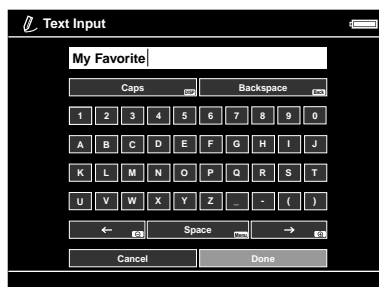 Text Input
My Favorite
Caps DISP Backspace Back
1 2 3 4 5 6 7 8 9 0
A B C D E F G H I J
K L M N O P Q R S T
U V W X Y Z _ - ( )
← Space Menu →
Cancel Done